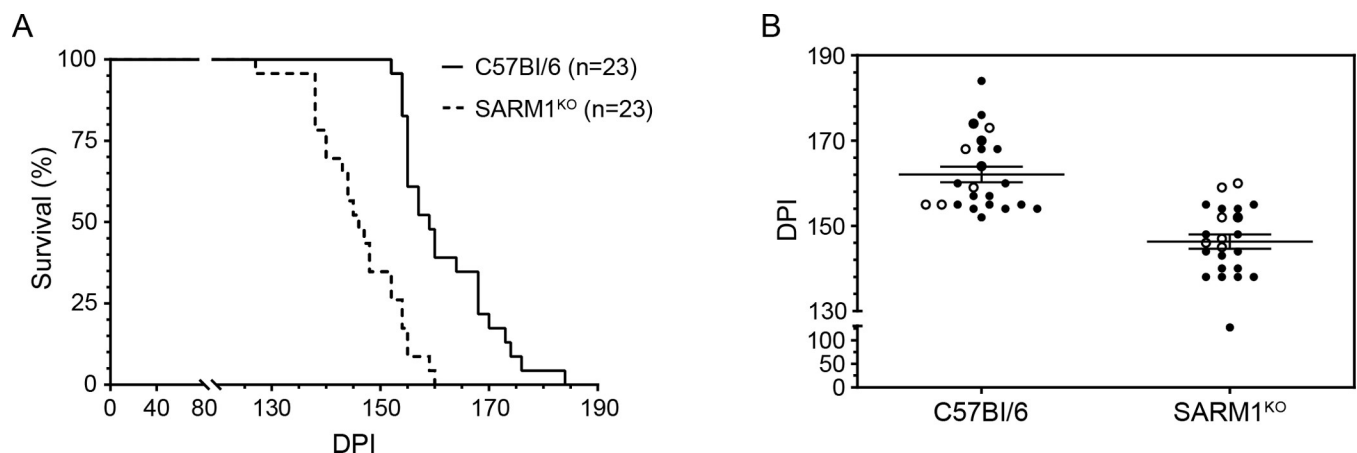 A
Survival (%)
100
75
50
25
0
C57Bl/6 (n=23)
SARM1ᴷᴼ (n=23)
0 40 80 130 150 170 190
DPI
B
DPI
190
170
150
130
100
50
0
C57Bl/6 SARM1ᴷᴼ